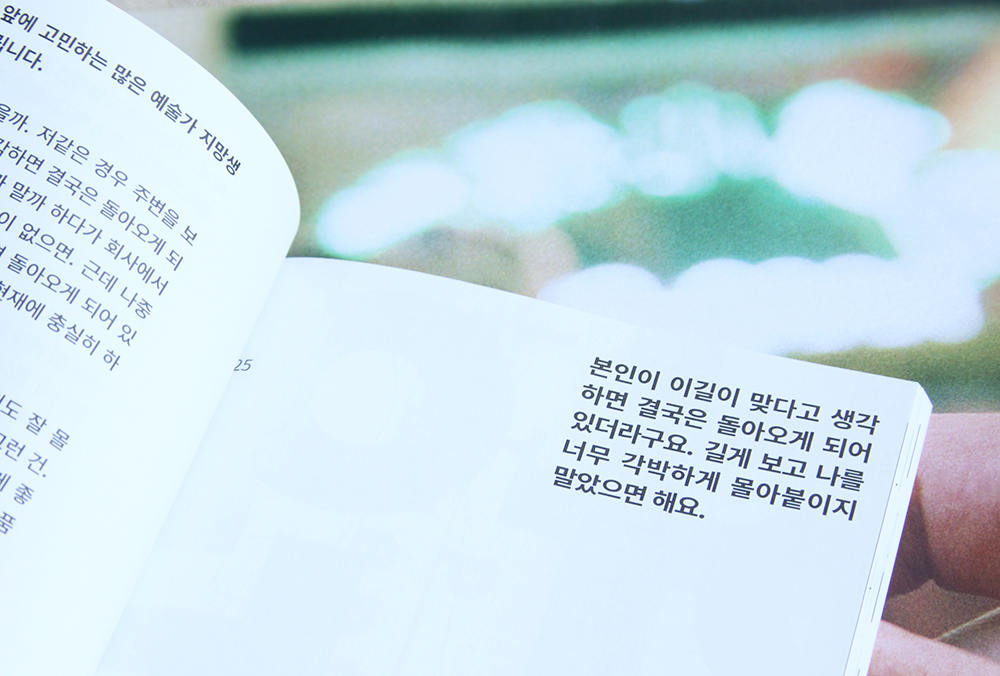 앞에 고민하는 많은 예술가 지망생
립니다.
을까. 저같은 경우 주변을 보
각하면 결국은 돌아오게 되
말까 하다가 회사에서
이 없으면. 근데 나중
돌아오게 되어 있
현재에 충실히 하
도 잘 몰
그런 건.
게 좋
품
25
본인이 이길이 맞다고 생각
하면 결국은 돌아오게 되어
있더라구요. 길게 보고 나를
너무 각박하게 몰아붙이지
말았으면 해요.